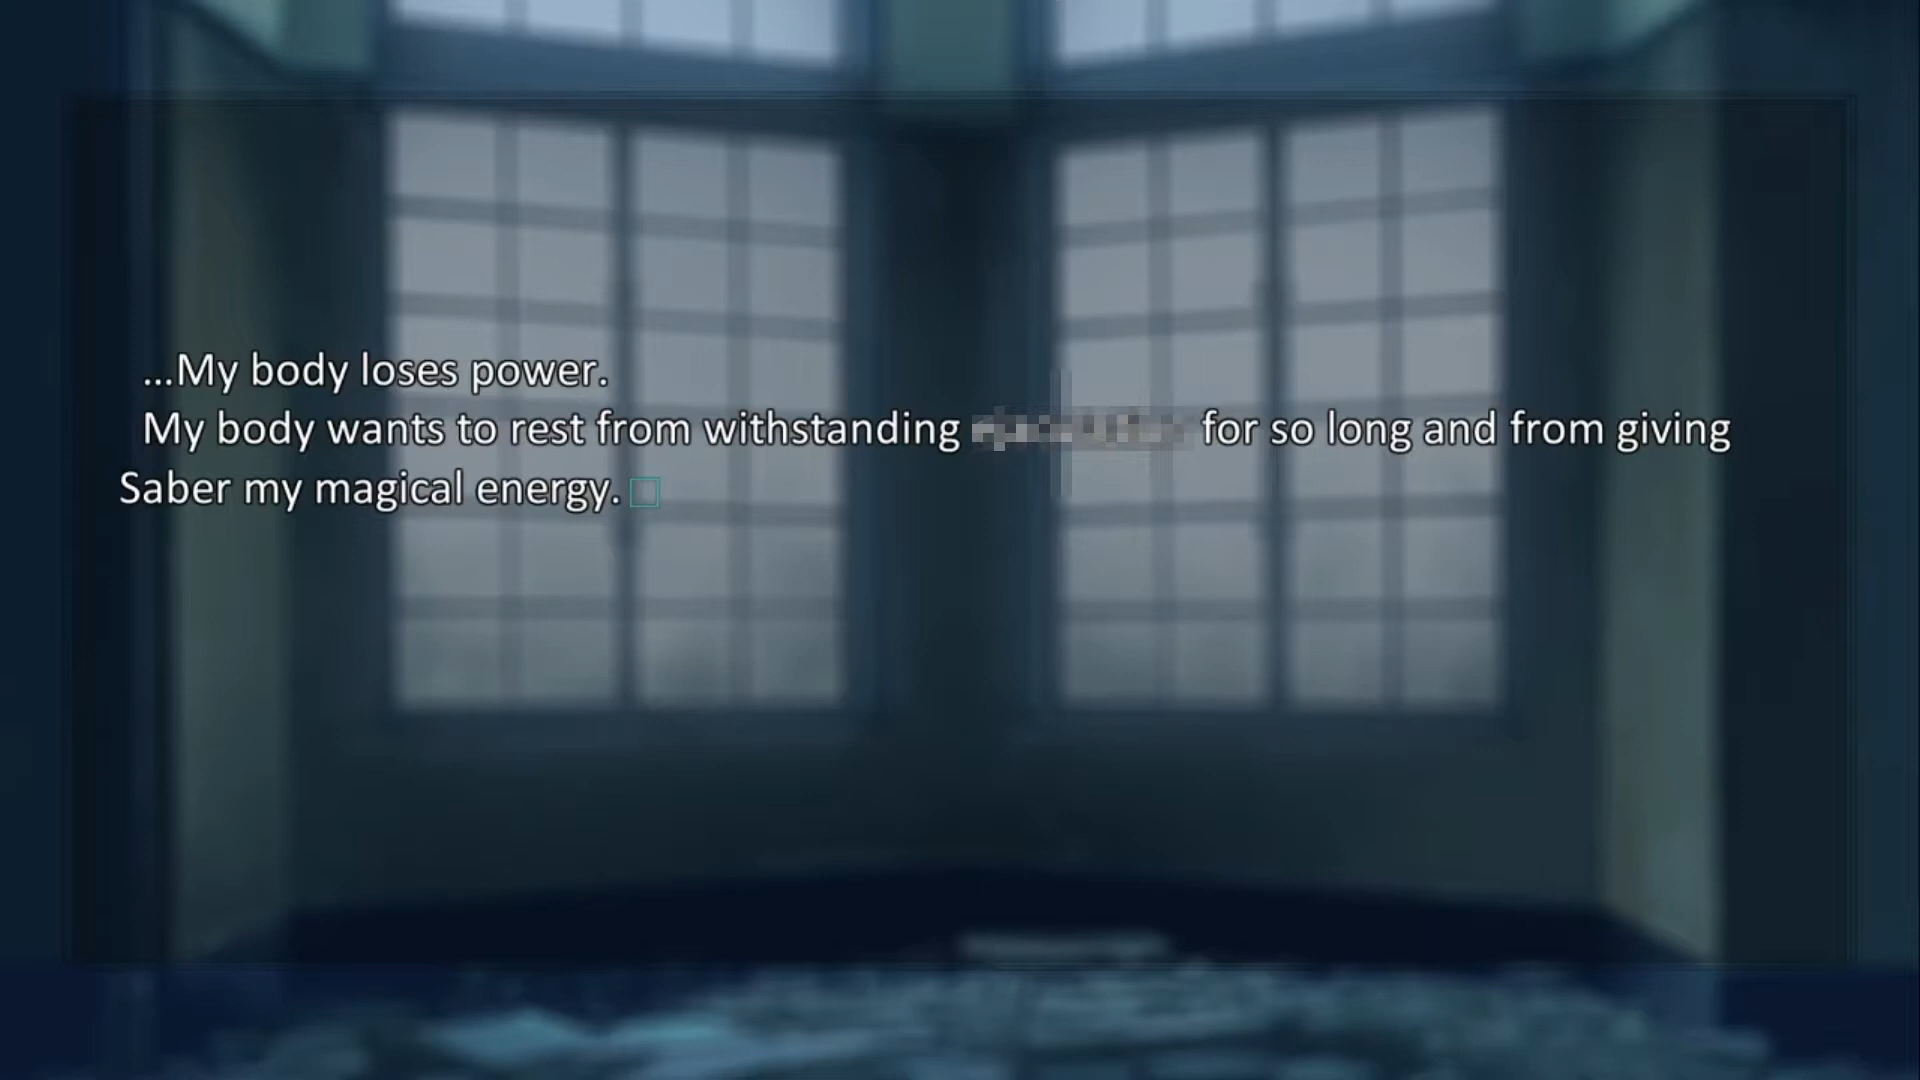 ...My body loses power.
My body wants to rest from withstanding for so long and from giving
Saber my magical energy.